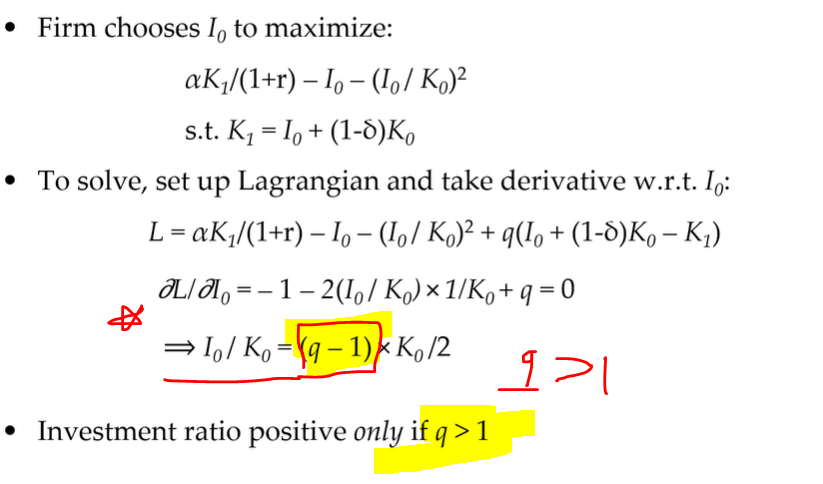 • Firm chooses I₀ to maximize:
αK₁/(1+r) – I₀ – (I₀ / K₀)²
s.t. K₁ = I₀ + (1-δ)K₀
• To solve, set up Lagrangian and take derivative w.r.t. I₀:
L = αK₁/(1+r) – I₀ – (I₀ / K₀)² + q(I₀ + (1-δ)K₀ – K₁)
∂L/∂I₀ = – 1 – 2(I₀ / K₀) × 1/K₀ + q = 0
⟹ I₀ / K₀ = (q – 1) × K₀ /2
q > 1
• Investment ratio positive only if q > 1